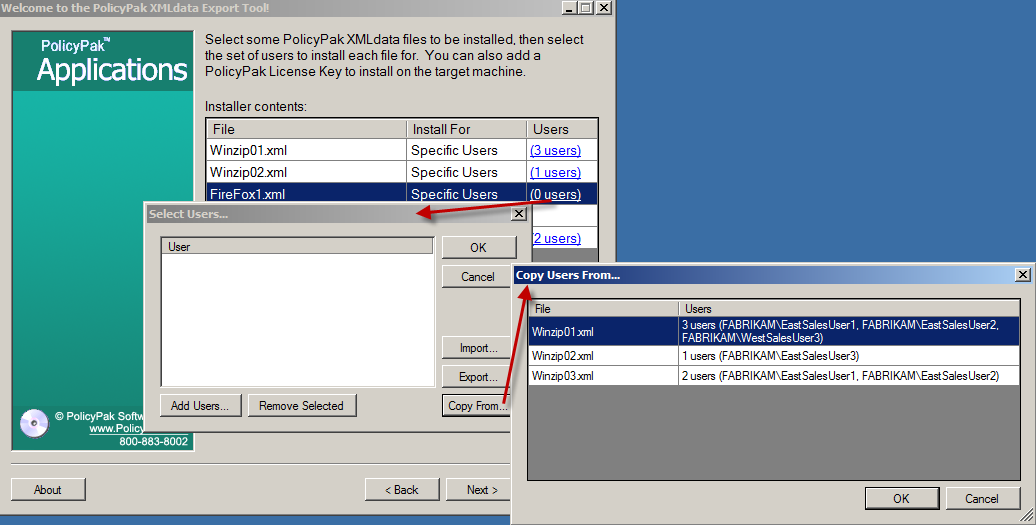 Welcome to the PolicyPak XMLdata Export Tool!
PolicyPak™
Applications
Select some PolicyPak XMLdata files to be installed, then select
the set of users to install each file for. You can also add a
PolicyPak License Key to install on the target machine.
Installer contents:
File Install For Users
Winzip01.xml Specific Users (3 users)
Winzip02.xml Specific Users (1 users)
FireFox1.xml Specific Users (0 users)
(2 users)
Select Users...
User
OK
Cancel
Import...
Export...
Add Users... Remove Selected Copy From...
© PolicyPak Softw
www.Policy
800-883-8002
About < Back Next >
Copy Users From...
File Users
Winzip01.xml 3 users (FABRIKAM\EastSalesUser1, FABRIKAM\EastSalesUser2,
FABRIKAM\WestSalesUser3)
Winzip02.xml 1 users (FABRIKAM\EastSalesUser3)
Winzip03.xml 2 users (FABRIKAM\EastSalesUser1, FABRIKAM\EastSalesUser2)
OK Cancel